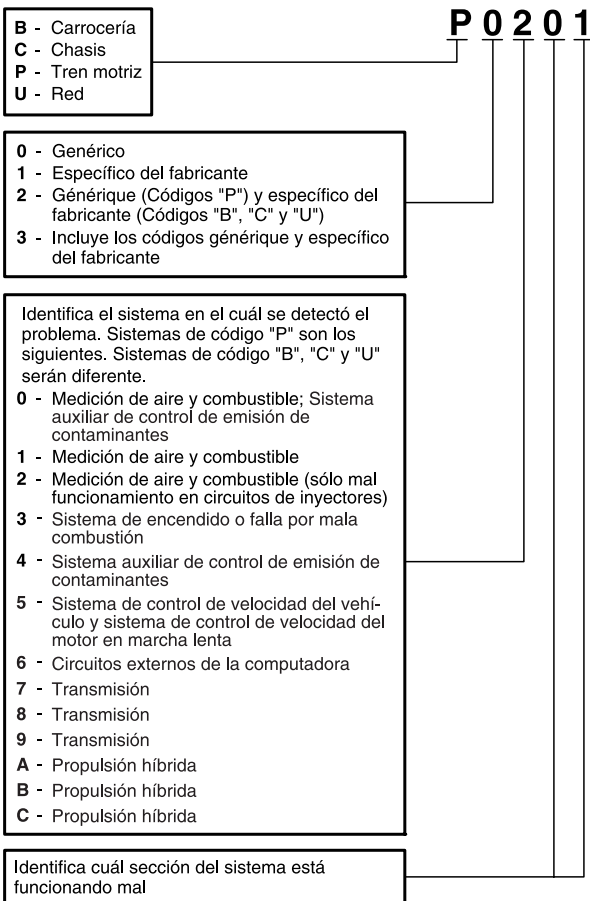 P0201
B - Carrocería
C - Chasis
P - Tren motriz
U - Red
0 - Genérico
1 - Específico del fabricante
2 - Générique (Códigos "P") y específico del
fabricante (Códigos "B", "C" y "U")
3 - Incluye los códigos générique y específico
del fabricante
Identifica el sistema en el cuál se detectó el
problema. Sistemas de código "P" son los
siguientes. Sistemas de código "B", "C" y "U"
serán diferente.
0 - Medición de aire y combustible; Sistema
auxiliar de control de emisión de
contaminantes
1 - Medición de aire y combustible
2 - Medición de aire y combustible (sólo mal
funcionamiento en circuitos de inyectores)
3 - Sistema de encendido o falla por mala
combustión
4 - Sistema auxiliar de control de emisión de
contaminantes
5 - Sistema de control de velocidad del vehí-
culo y sistema de control de velocidad del
motor en marcha lenta
6 - Circuitos externos de la computadora
7 - Transmisión
8 - Transmisión
9 - Transmisión
A - Propulsión híbrida
B - Propulsión híbrida
C - Propulsión híbrida
Identifica cuál sección del sistema está
funcionando mal